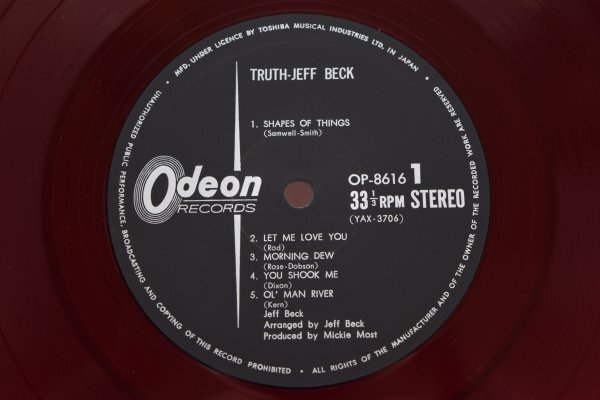 MFD. UNDER LICENCE BY TOSHIBA MUSICAL INDUSTRIES LTD. IN JAPAN •
UNAUTHORIZED PUBLIC PERFORMANCE, BROADCASTING AND COPYING OF THIS RECORD PROHIBITED • ALL RIGHTS OF THE MANUFACTURER AND OF THE OWNER OF THE RECORDED WORK ARE RESERVED
TRUTH-JEFF BECK
1. SHAPES OF THINGS
(Samwell-Smith)
Odeon
RECORDS
OP-8616 1
33 1/3 RPM STEREO
(YAX-3706)
2. LET ME LOVE YOU
(Rod)
3. MORNING DEW
(Rose-Dobson)
4. YOU SHOOK ME
(Dixon)
5. OL' MAN RIVER
(Kern)
Jeff Beck
Arranged by Jeff Beck
Produced by Mickie Most